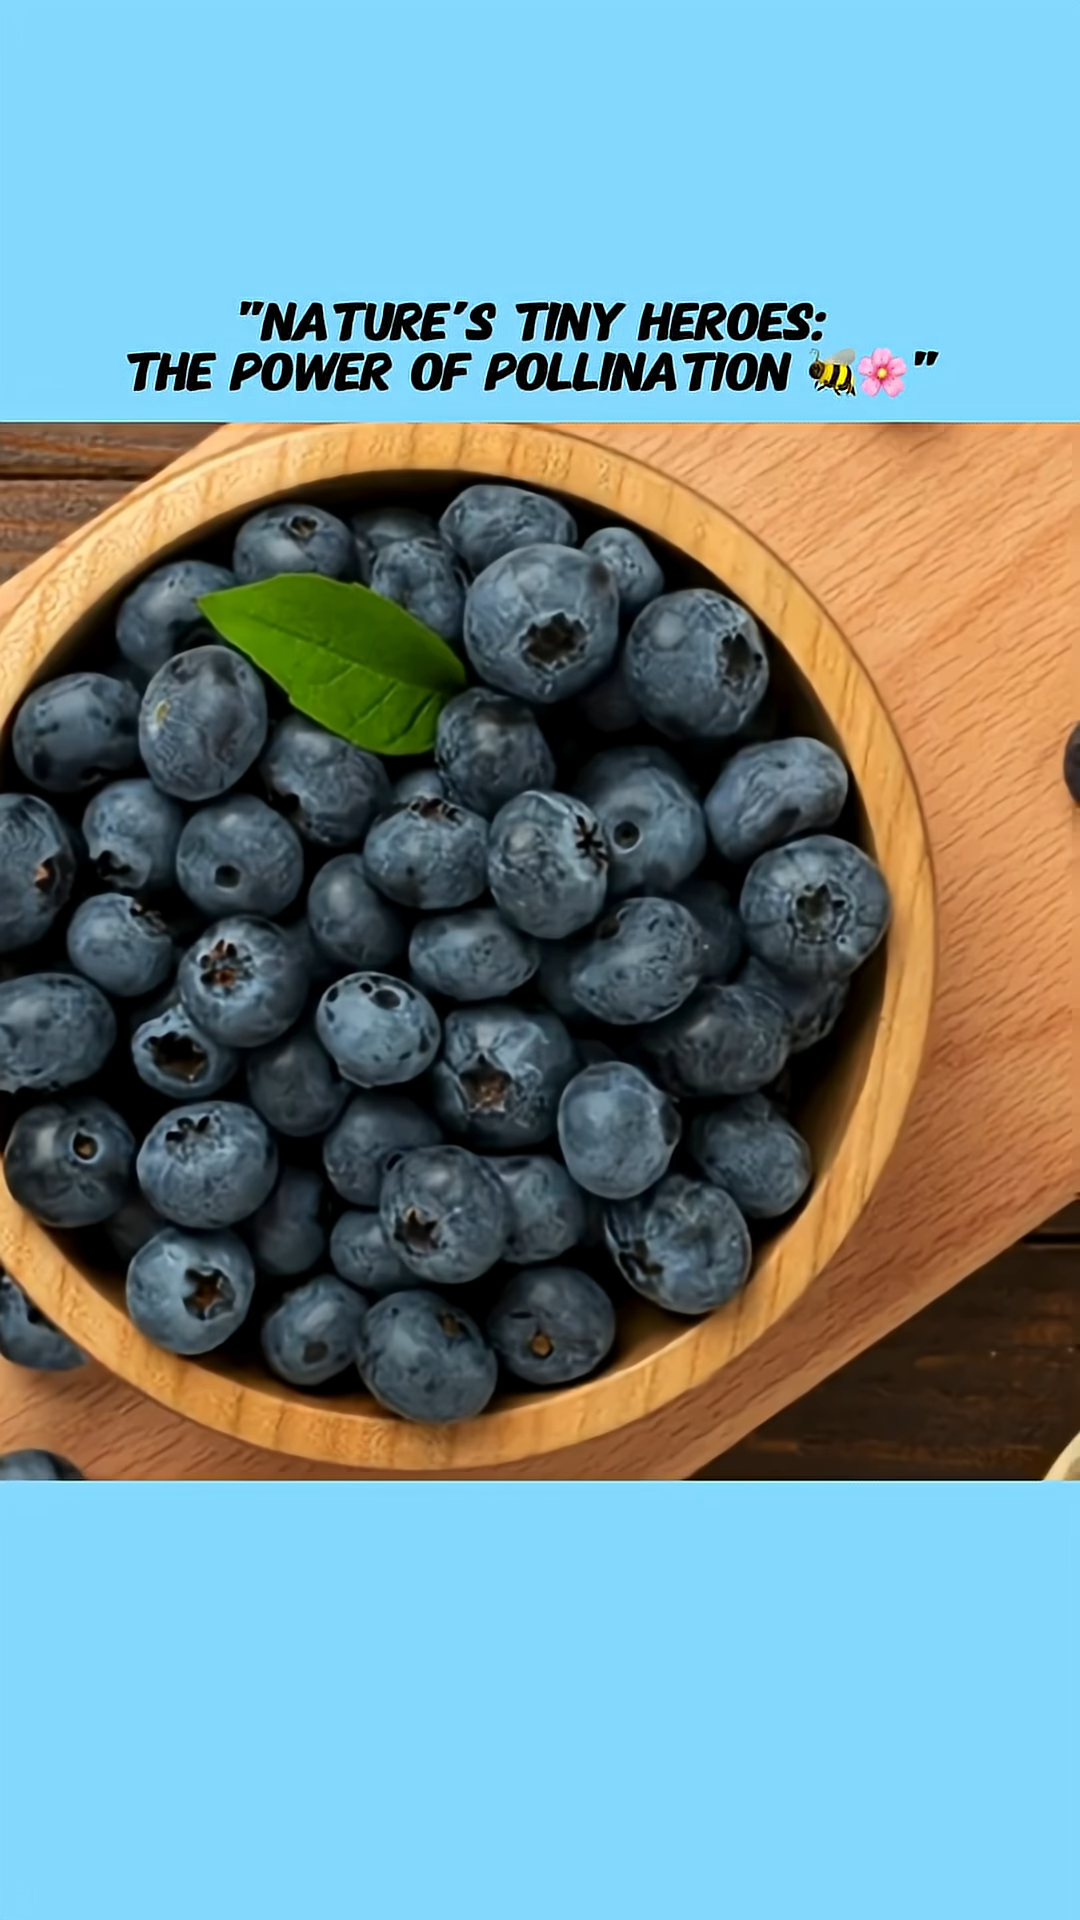 "NATURE'S TINY HEROES:
THE POWER OF POLLINATION 🐝🌸"